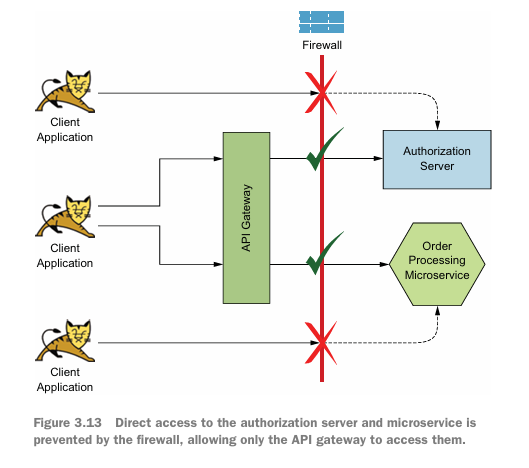 Firewall
Client
Application
Authorization
Server
API Gateway
Client
Application
Order
Processing
Microservice
Client
Application
Figure 3.13 Direct access to the authorization server and microservice is
prevented by the firewall, allowing only the API gateway to access them.